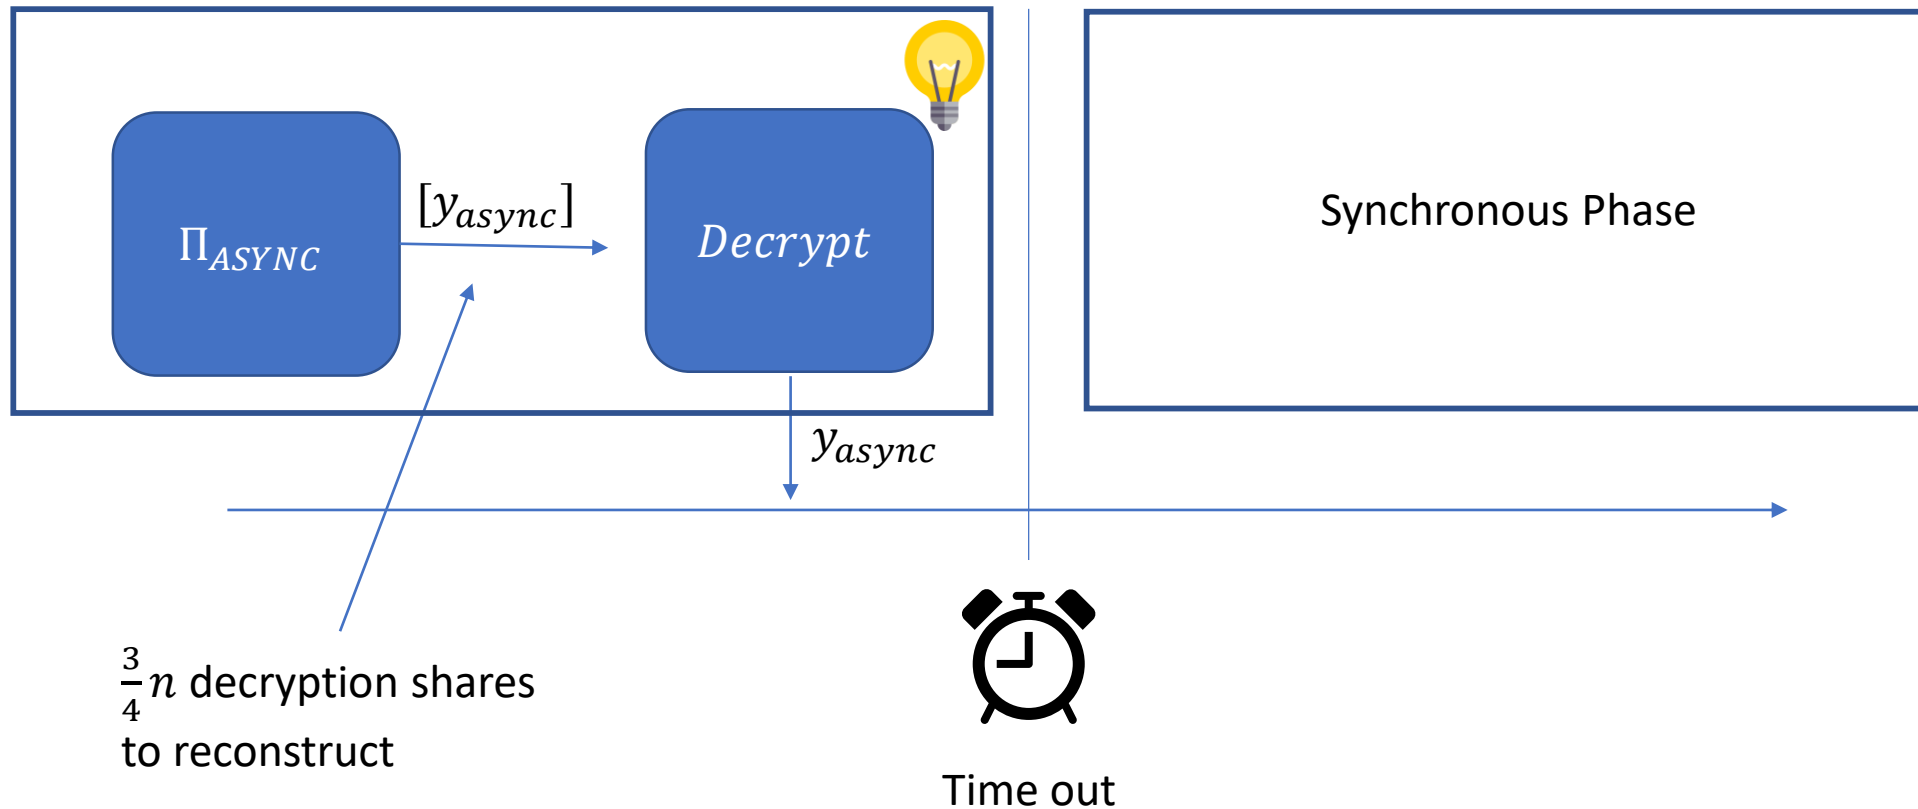 [y_async]
Π_ASYNC
Decrypt
Synchronous Phase
y_async
3/4 n decryption shares
to reconstruct
Time out